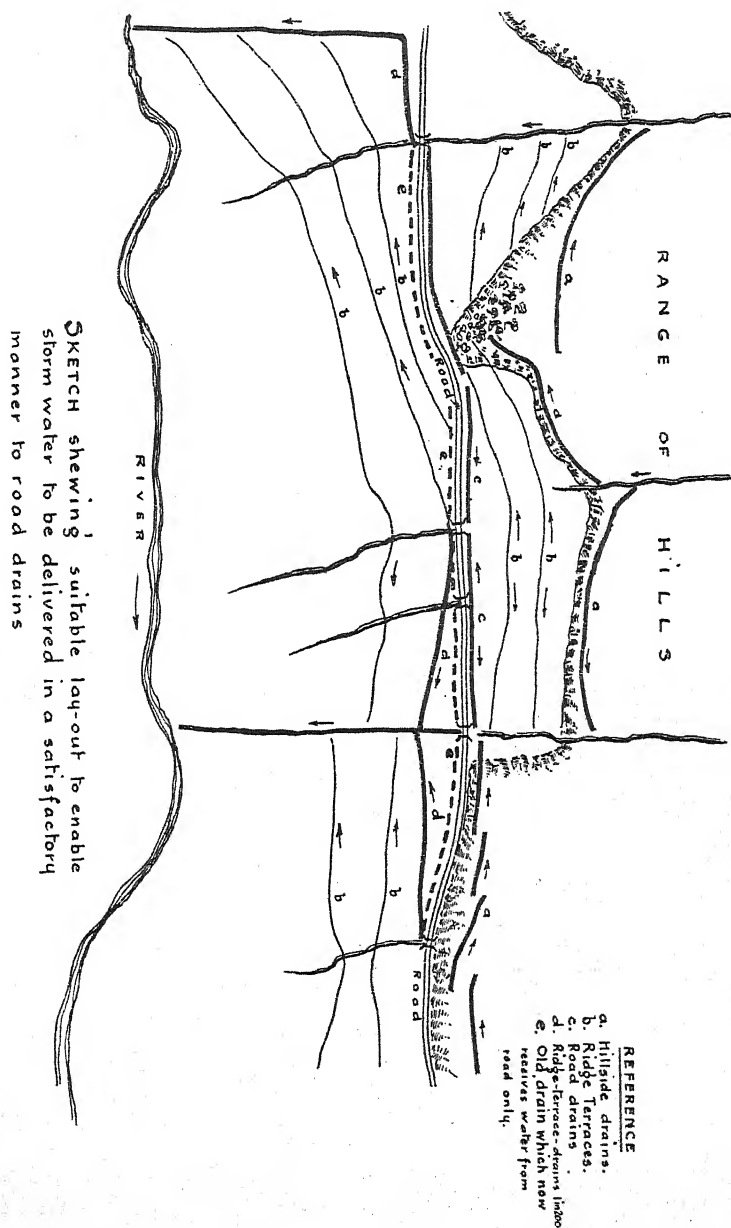 RANGE OF HILLS
REFERENCE
a. Hillside drains.
b. Ridge Terraces.
c. Road drains.
d. Ridge-terrace-drains 1in200
e. Old drain which now
receives water from
road only.
a
a
b
b
b
d
b
b
a
c
c
Road
e
e
d
d
Road
e
d
b
b
b
b
b
RIVER
SKETCH shewing suitable lay-out to enable
storm water to be delivered in a satisfactory
manner to road drains